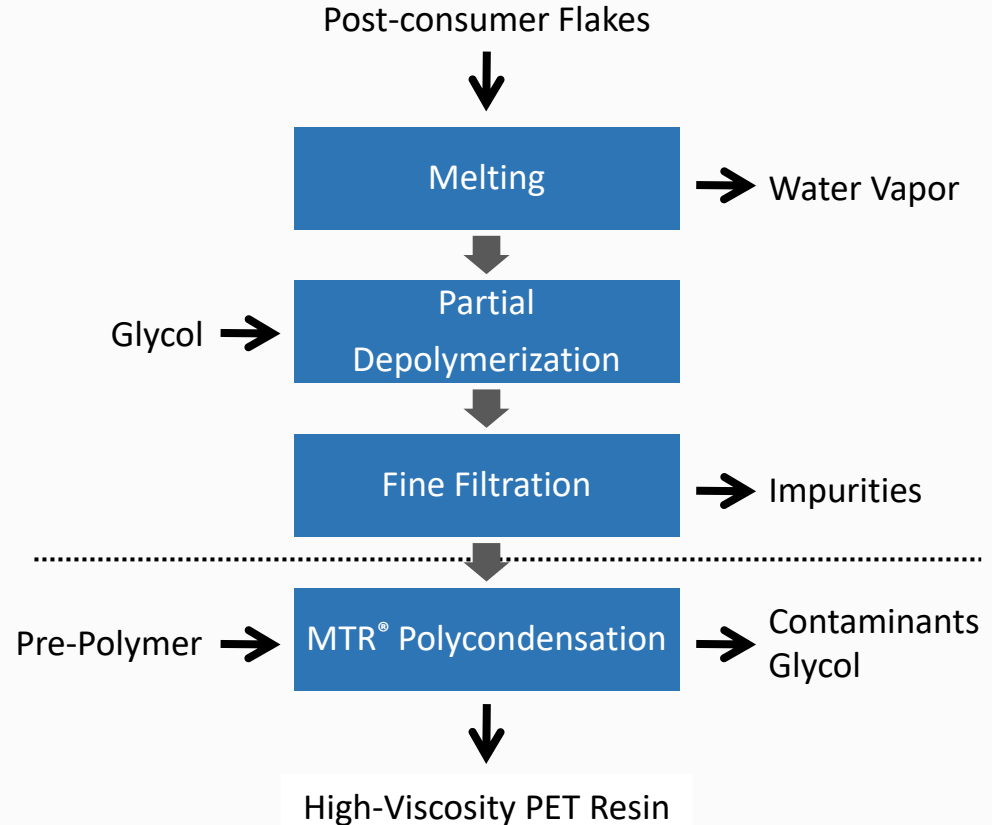 Post-consumer Flakes
Melting
Water Vapor
Partial
Depolymerization
Glycol
Fine Filtration
Impurities
Pre-Polymer
MTR® Polycondensation
Contaminants
Glycol
High-Viscosity PET Resin